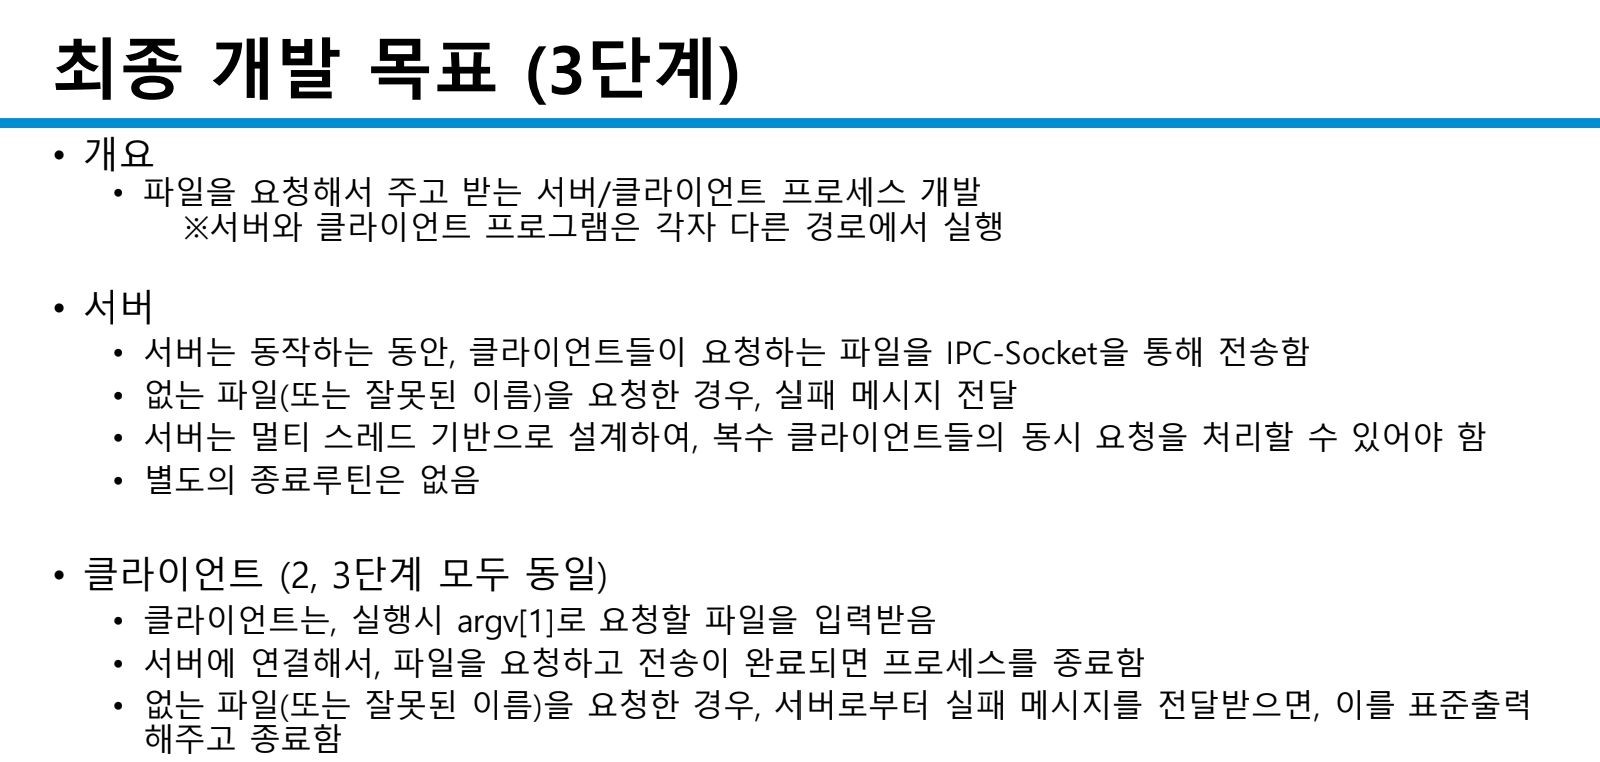 최종 개발 목표 (3단계)
• 개요
• 파일을 요청해서 주고 받는 서버/클라이언트 프로세스 개발
※서버와 클라이언트 프로그램은 각자 다른 경로에서 실행
• 서버
• 서버는 동작하는 동안, 클라이언트들이 요청하는 파일을 IPC-Socket을 통해 전송함
• 없는 파일(또는 잘못된 이름)을 요청한 경우, 실패 메시지 전달
• 서버는 멀티 스레드 기반으로 설계하여, 복수 클라이언트들의 동시 요청을 처리할 수 있어야 함
• 별도의 종료루틴은 없음
• 클라이언트 (2, 3단계 모두 동일)
• 클라이언트는, 실행시 argv[1]로 요청할 파일을 입력받음
• 서버에 연결해서, 파일을 요청하고 전송이 완료되면 프로세스를 종료함
• 없는 파일(또는 잘못된 이름)을 요청한 경우, 서버로부터 실패 메시지를 전달받으면, 이를 표준출력
해주고 종료함